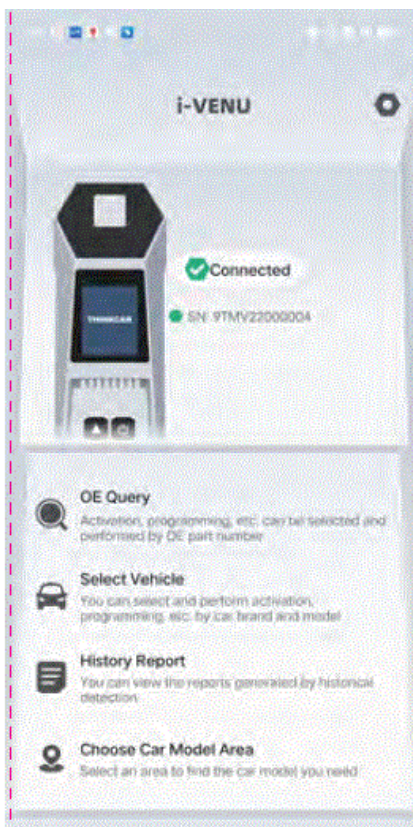 i-VENU
Connected
THINKCAR
SN: 9TMV22000004
OE Query
Activation, programming, etc. can be selected and
performed by OE part number
Select Vehicle
You can select and perform activation,
programming, etc. by car brand and model
History Report
You can view the reports generated by historical
detection
Choose Car Model Area
Select an area to find the car model you need